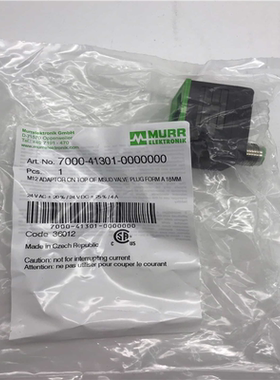 Murrelektronik GmbH
D-71570 Oppenweiler
MURR
ELEKTRONIK
Art. No. 7000-41301-0000000
Pcs. 1
M12 ADAPTOR ON TOP OF MSUD VALVE PLUG FORM A 18MM
24 VAC ± 20%/24 VDC ± 25%/4 A
7000-41301-0000000
Code 36012
Made in Czech Republic
Caution: not for interrupting current
Attention: ne pas utiliser pour couper le courant